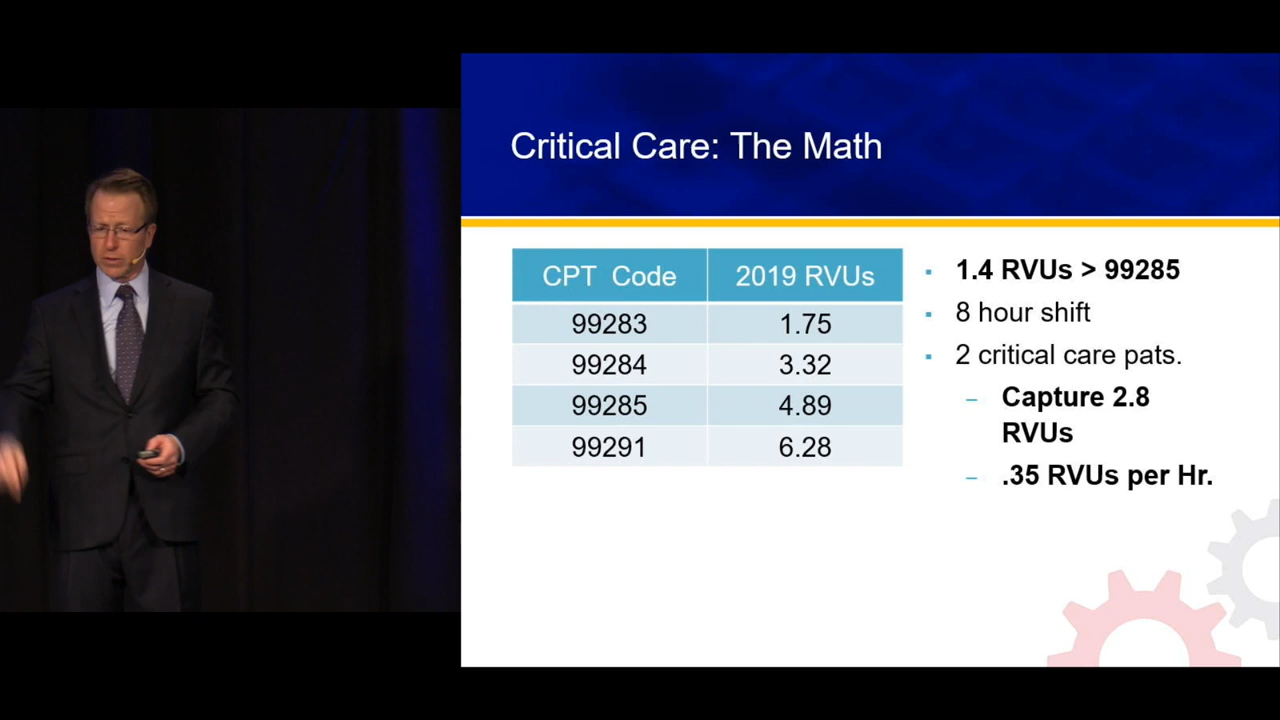 Critical Care: The Math
CPT Code 2019 RVUs
99283 1.75
99284 3.32
99285 4.89
99291 6.28
▪ 1.4 RVUs > 99285
▪ 8 hour shift
▪ 2 critical care pats.
– Capture 2.8
RVUs
– .35 RVUs per Hr.